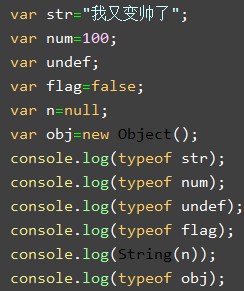 var str="我又变帅了";
var num=100;
var undef;
var flag=false;
var n=null;
var obj=new Object();
console.log(typeof str);
console.log(typeof num);
console.log(typeof undef);
console.log(typeof flag);
console.log(String(n));
console.log(typeof obj);